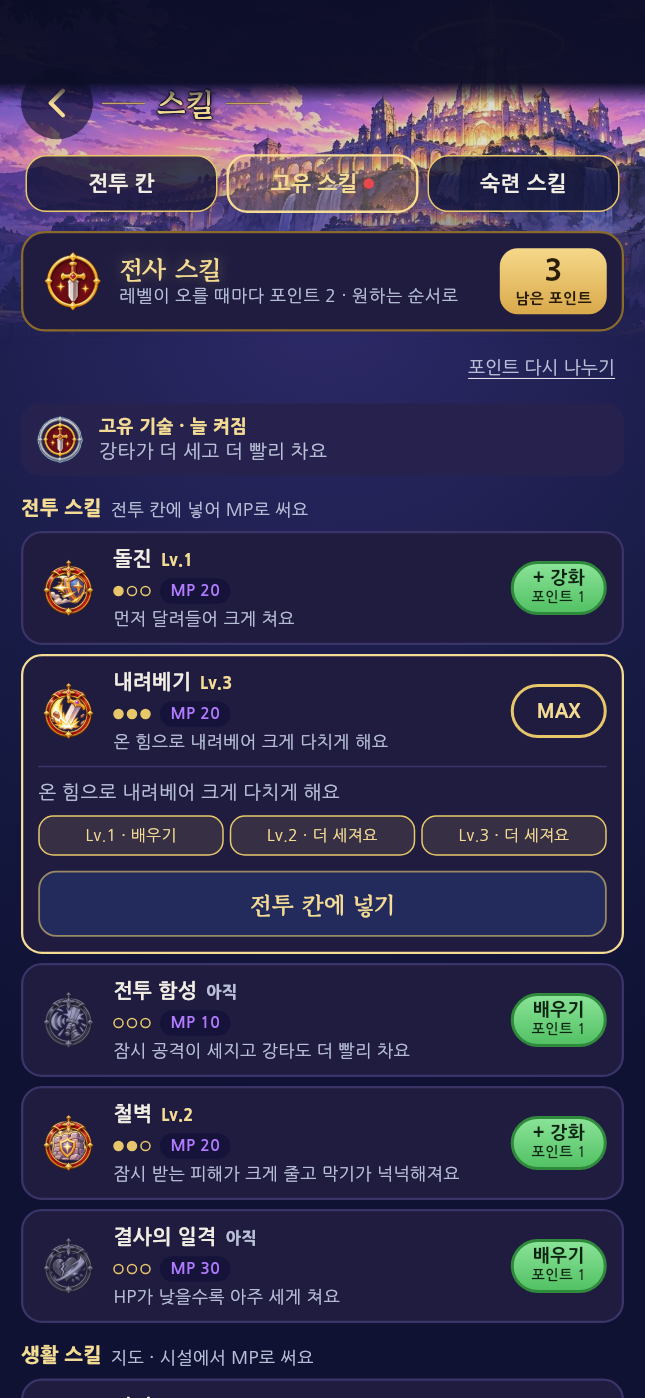 스킬
전투 칸
고유 스킬
숙련 스킬
전사 스킬
레벨이 오를 때마다 포인트 2 · 원하는 순서로
3
남은 포인트
포인트 다시 나누기
고유 기술 · 늘 켜짐
강타가 더 세고 더 빨리 차요
전투 스킬 전투 칸에 넣어 MP로 써요
돌진 Lv.1
MP 20
먼저 달려들어 크게 쳐요
+ 강화
포인트 1
내려베기 Lv.3
MP 20
온 힘으로 내려베어 크게 다치게 해요
MAX
온 힘으로 내려베어 크게 다치게 해요
Lv.1 · 배우기
Lv.2 · 더 세져요
Lv.3 · 더 세져요
전투 칸에 넣기
전투 함성 아직
MP 10
잠시 공격이 세지고 강타도 더 빨리 차요
배우기
포인트 1
철벽 Lv.2
MP 20
잠시 받는 피해가 크게 줄고 막기가 넉넉해져요
+ 강화
포인트 1
결사의 일격 아직
MP 30
HP가 낮을수록 아주 세게 쳐요
배우기
포인트 1
생활 스킬 지도 · 시설에서 MP로 써요